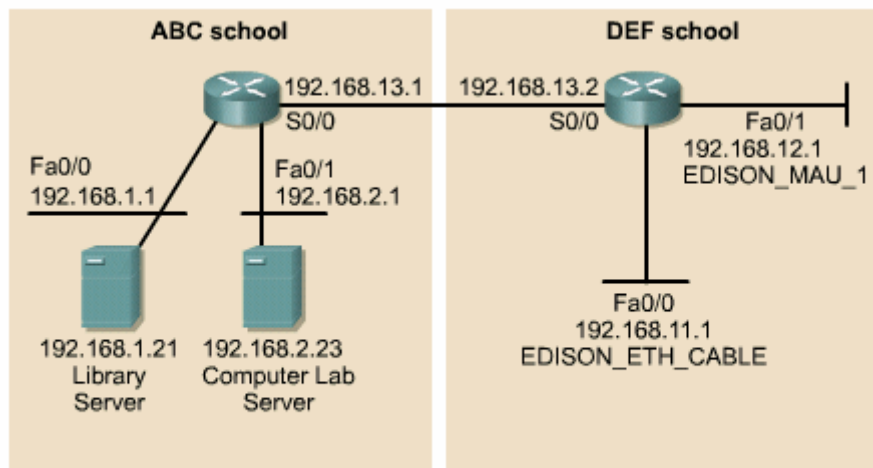 ABC school
192.168.13.1
S0/0
Fa0/0
192.168.1.1
Fa0/1
192.168.2.1
192.168.1.21
Library
Server
192.168.2.23
Computer Lab
Server
DEF school
192.168.13.2
S0/0
Fa0/1
192.168.12.1
EDISON_MAU_1
Fa0/0
192.168.11.1
EDISON_ETH_CABLE